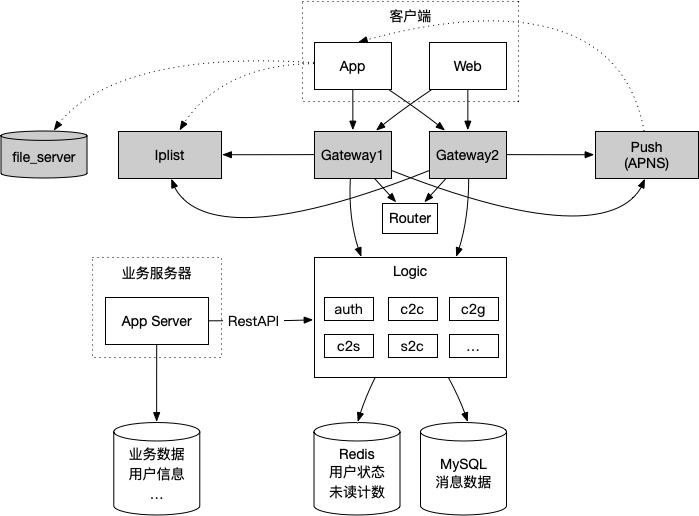 客户端
App
Web
file_server
Iplist
Gateway1
Gateway2
Push
(APNS)
Router
业务服务器
App Server
RestAPI
Logic
auth
c2c
c2g
c2s
s2c
…
业务数据
用户信息
…
Redis
用户状态
未读计数
MySQL
消息数据